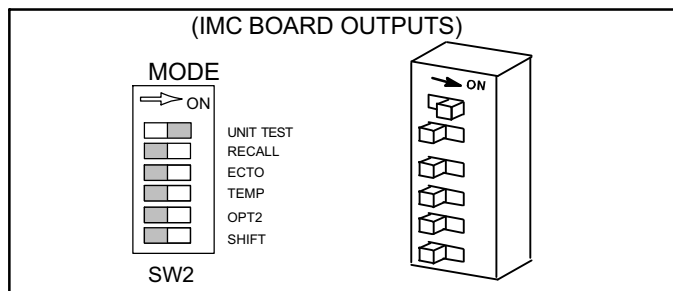 (IMC BOARD OUTPUTS)
MODE
ON
UNIT TEST
RECALL
ECTO
TEMP
OPT2
SHIFT
SW2
ON